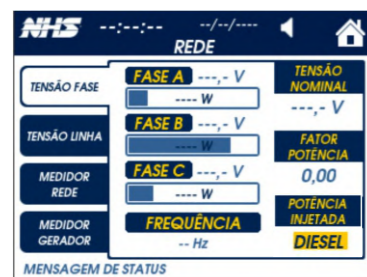 NHS --:--:-- --/--/----
REDE
TENSÃO FASE
TENSÃO LINHA
MEDIDOR
REDE
MEDIDOR
GERADOR
FASE A ---,- V
---- W
FASE B ---,- V
---- W
FASE C ---,- V
---- W
FREQUÊNCIA
-- Hz
TENSÃO
NOMINAL
---,- V
FATOR
POTÊNCIA
0,00
POTÊNCIA
INJETADA
DIESEL
MENSAGEM DE STATUS